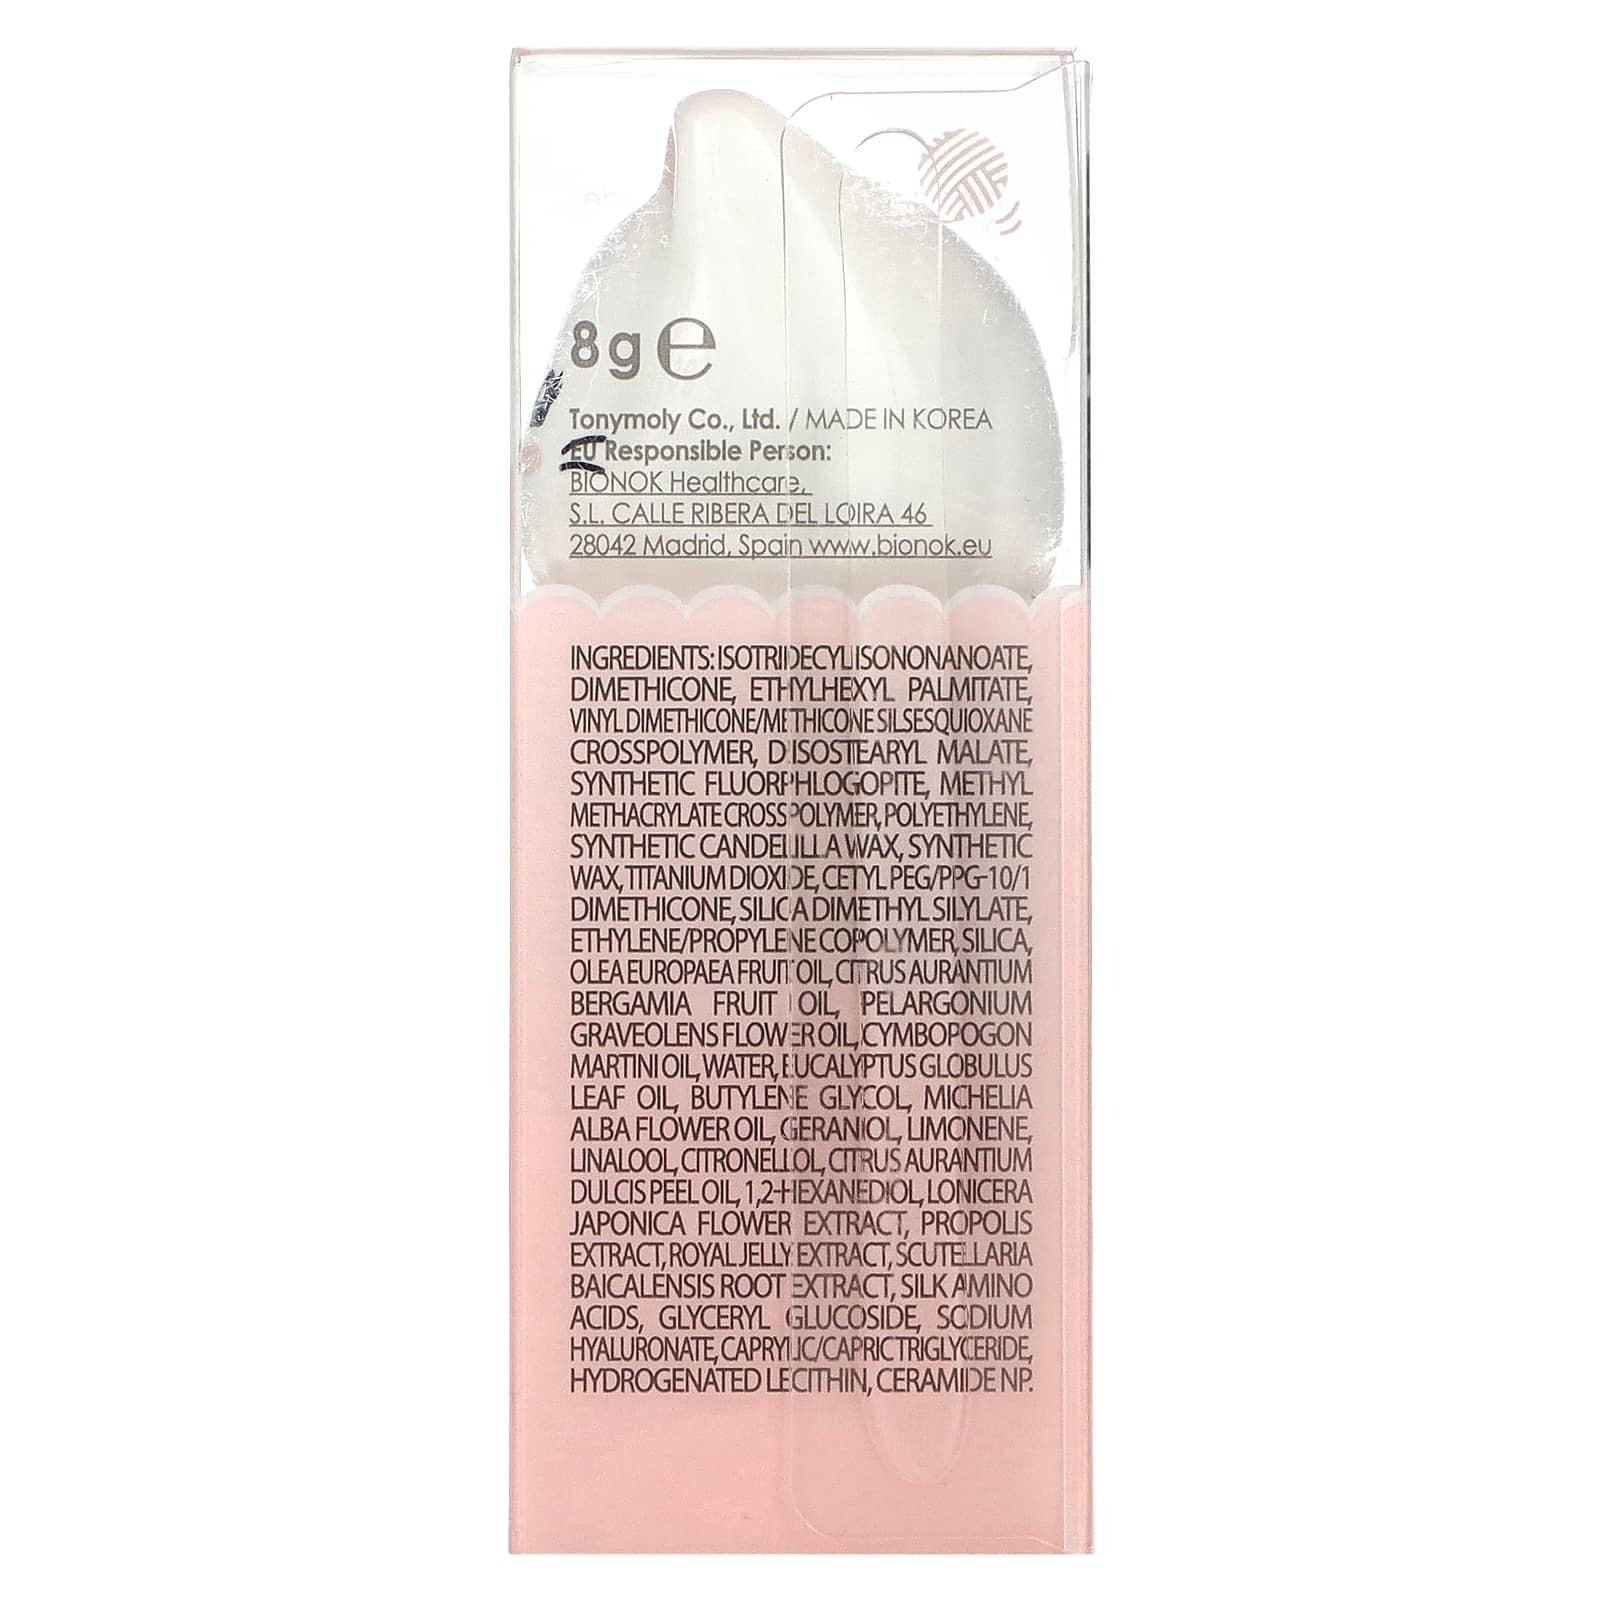 8g e
Tonymoly Co., Ltd. / MADE IN KOREA
EU Responsible Person:
BIONOK Healthcare,
S.L. CALLE RIBERA DEL LOIRA 46
28042 Madrid, Spain www.bionok.eu
INGREDIENTS: ISOTRIDECYL ISONONANOATE,
DIMETHICONE, ETHYLHEXYL PALMITATE,
VINYL DIMETHICONE/METHICONE SILSESQUIOXANE
CROSSPOLYMER, DIISOSTEARYL MALATE,
SYNTHETIC FLUORPHLOGOPITE, METHYL
METHACRYLATE CROSSPOLYMER, POLYETHYLENE,
SYNTHETIC CANDELILLA WAX, SYNTHETIC
WAX, TITANIUM DIOXIDE, CETYL PEG/PPG-10/1
DIMETHICONE, SILICA DIMETHYL SILYLATE,
ETHYLENE/PROPYLENE COPOLYMER, SILICA,
OLEA EUROPAEA FRUIT OIL, CITRUS AURANTIUM
BERGAMIA FRUIT OIL, PELARGONIUM
GRAVEOLENS FLOWER OIL, CYMBOPOGON
MARTINI OIL, WATER, EUCALYPTUS GLOBULUS
LEAF OIL, BUTYLENE GLYCOL, MICHELIA
ALBA FLOWER OIL, GERANIOL, LIMONENE,
LINALOOL, CITRONELLOL, CITRUS AURANTIUM
DULCIS PEEL OIL, 1,2-HEXANEDIOL, LONICERA
JAPONICA FLOWER EXTRACT, PROPOLIS
EXTRACT, ROYAL JELLY EXTRACT, SCUTELLARIA
BAICALENSIS ROOT EXTRACT, SILK AMINO
ACIDS, GLYCERYL GLUCOSIDE, SODIUM
HYALURONATE, CAPRYLIC/CAPRIC TRIGLYCERIDE,
HYDROGENATED LECITHIN, CERAMIDE NP.